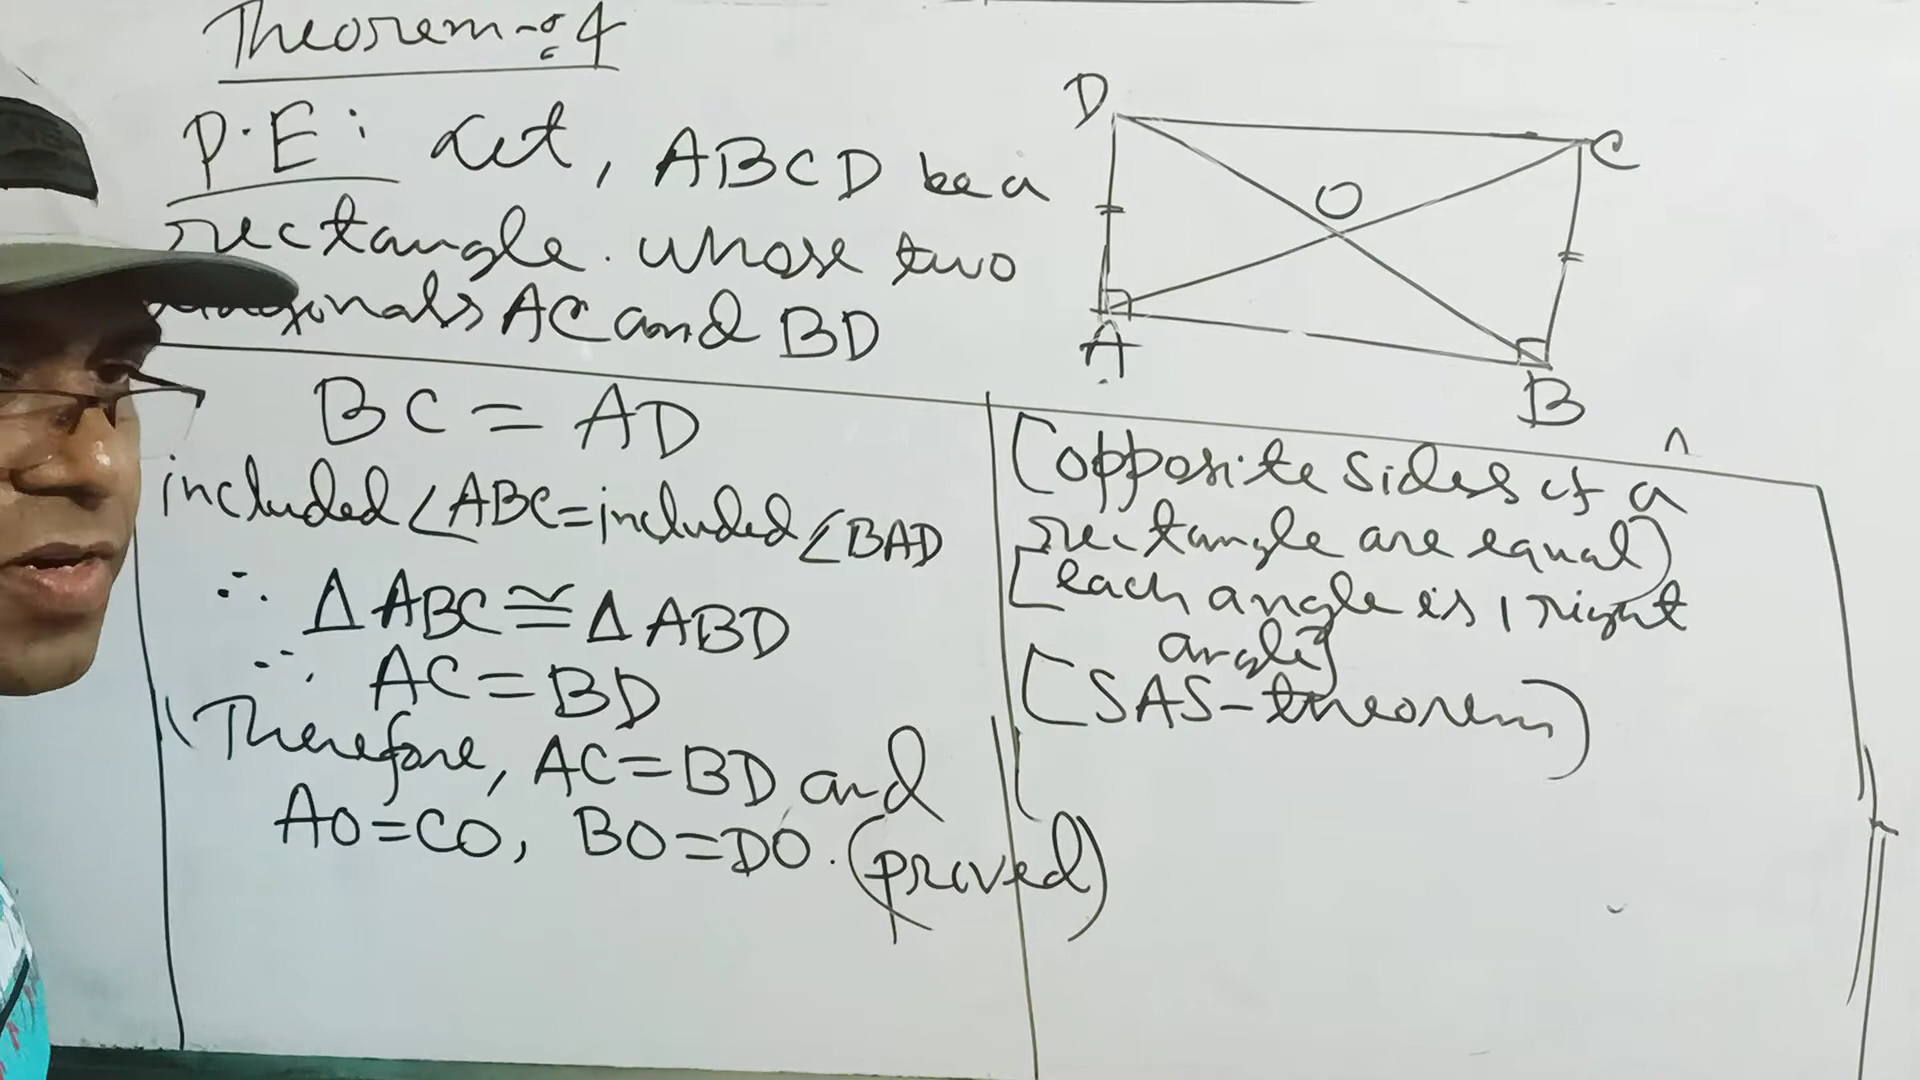 Theorem-:4
P.E: Let, ABCD be a
rectangle. whose two
diagonals AC and BD
D
C
O
A
B
BC = AD
included ∠ABC=included ∠BAD
∴ ΔABC≅ΔABD
∴ AC=BD
Therefore, AC=BD and
AO=CO, BO=DO. (proved)
[opposite sides of a
rectangle are equal]
[each angle is 1 right
angle]
[SAS-theorem]